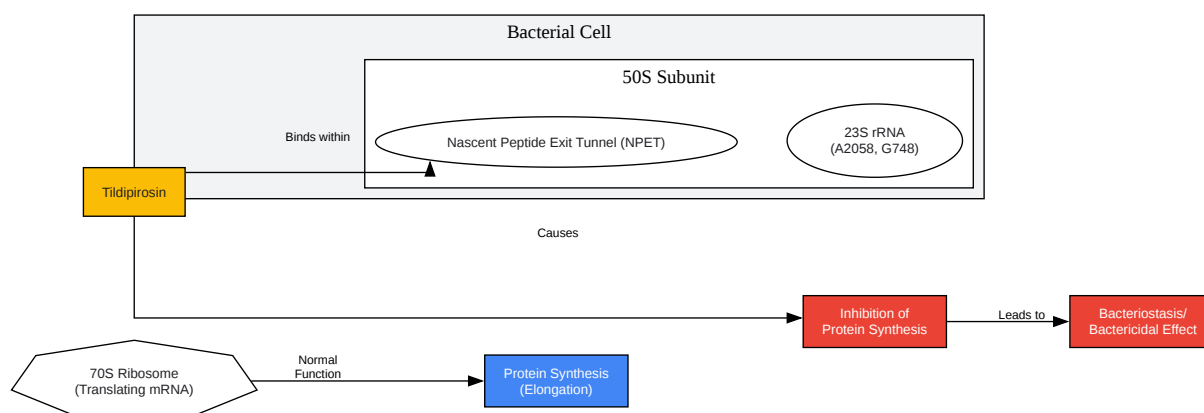 Bacterial Cell
50S Subunit
Binds within
Nascent Peptide Exit Tunnel (NPET)
23S rRNA
(A2058, G748)
Tildipirosin
Causes
Inhibition of
Protein Synthesis
Leads to
Bacteriostasis/
Bactericidal Effect
70S Ribosome
(Translating mRNA)
Normal
Function
Protein Synthesis
(Elongation)